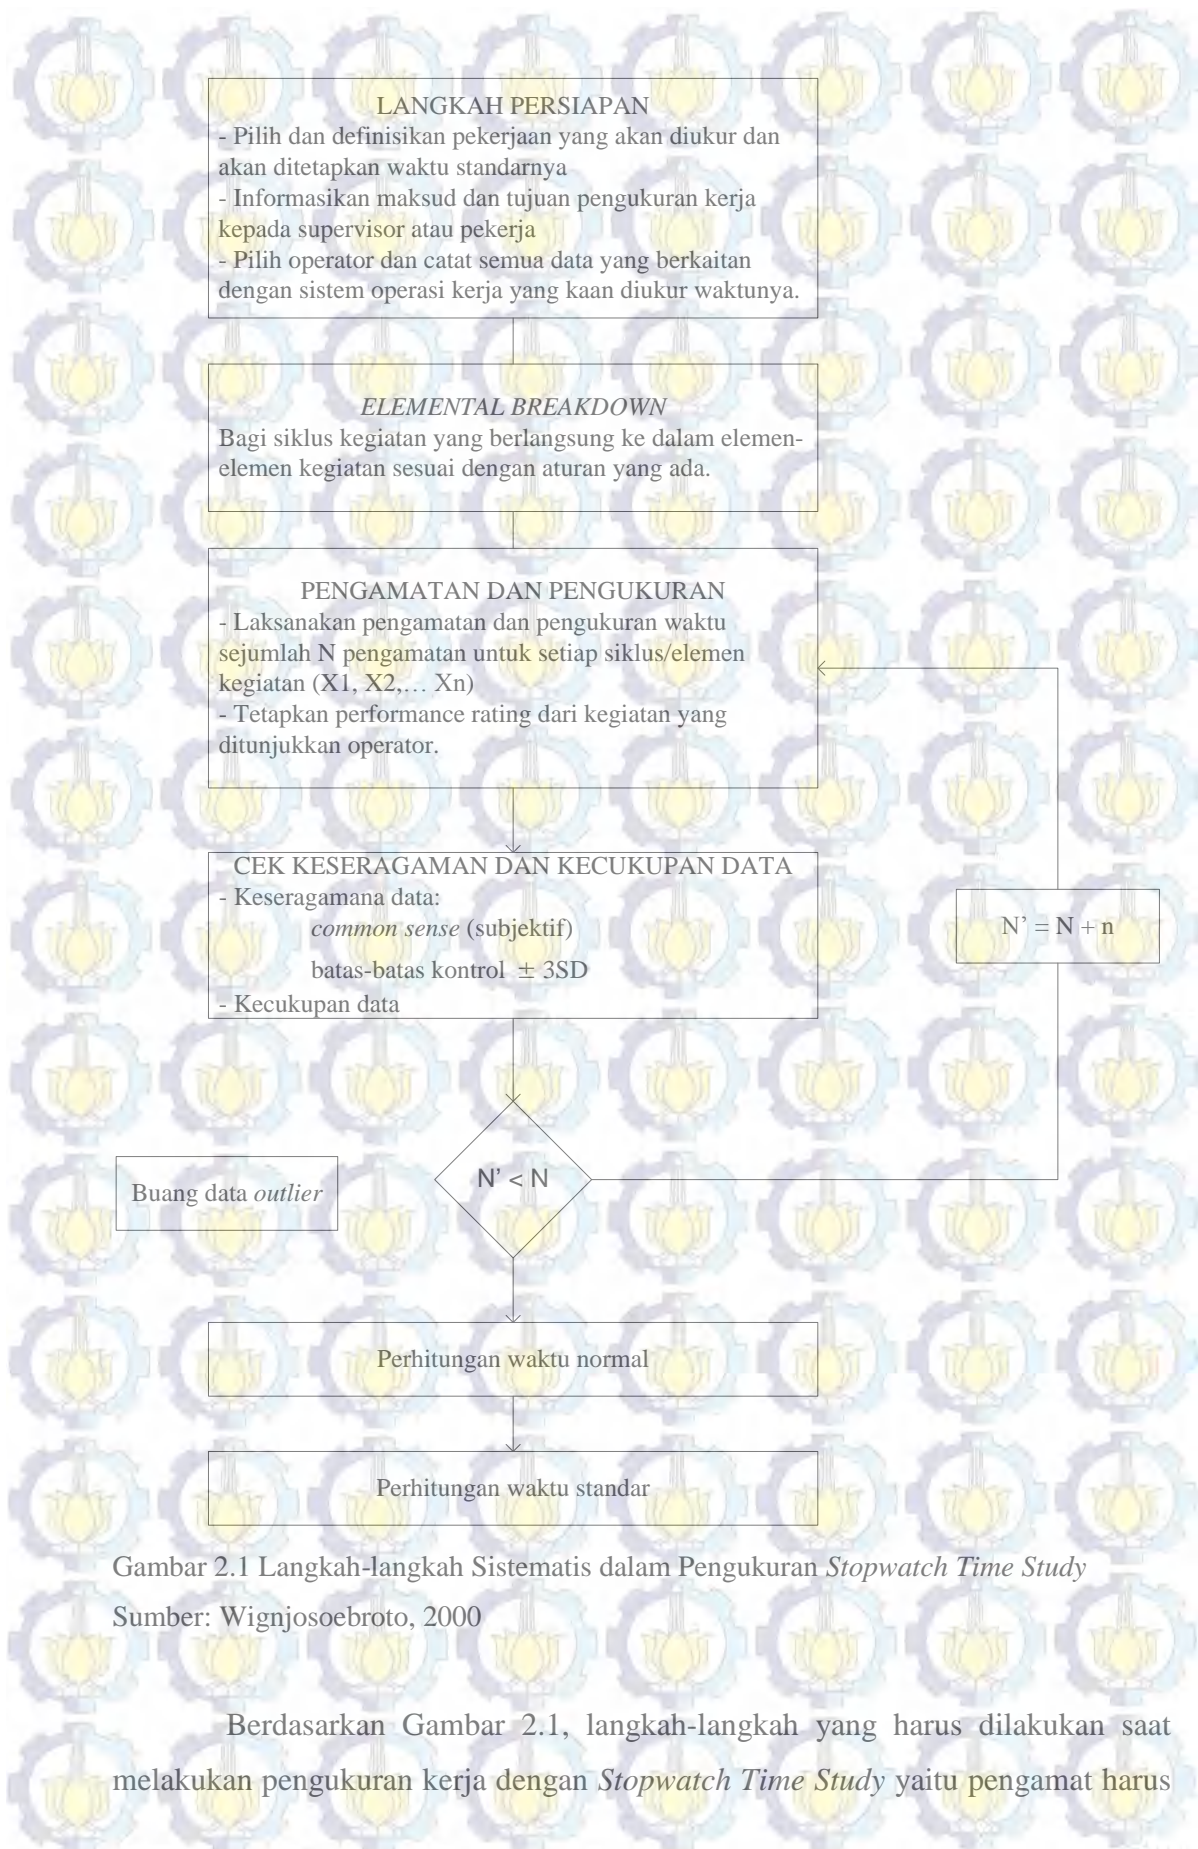 LANGKAH PERSIAPAN
- Pilih dan definisikan pekerjaan yang akan diukur dan
akan ditetapkan waktu standarnya
- Informasikan maksud dan tujuan pengukuran kerja
kepada supervisor atau pekerja
- Pilih operator dan catat semua data yang berkaitan
dengan sistem operasi kerja yang kaan diukur waktunya.
ELEMENTAL BREAKDOWN
Bagi siklus kegiatan yang berlangsung ke dalam elemen-
elemen kegiatan sesuai dengan aturan yang ada.
PENGAMATAN DAN PENGUKURAN
- Laksanakan pengamatan dan pengukuran waktu
sejumlah N pengamatan untuk setiap siklus/elemen
kegiatan (X1, X2,… Xn)
- Tetapkan performance rating dari kegiatan yang
ditunjukkan operator.
CEK KESERAGAMAN DAN KECUKUPAN DATA
- Keseragamana data:
common sense (subjektif)
batas-batas kontrol ± 3SD
- Kecukupan data
N’ = N + n
Buang data outlier
N’ < N
Perhitungan waktu normal
Perhitungan waktu standar
Gambar 2.1 Langkah-langkah Sistematis dalam Pengukuran Stopwatch Time Study
Sumber: Wignjosoebroto, 2000
Berdasarkan Gambar 2.1, langkah-langkah yang harus dilakukan saat
melakukan pengukuran kerja dengan Stopwatch Time Study yaitu pengamat harus